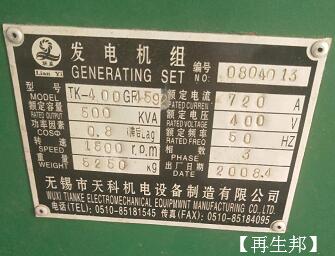 发电机组
编号 NO 0804013
Lian Yi
GENERATING SET
型号 MODEL TK-400GF
额定电流 RATED CURREN 720 A
额定容量 RATED OUTPUT 500 KVA
额定电压 RATED VOLT 400 V
功率因素 COSΦ 0.8 滞后Lag
额定频率 50 HZ
转速 SPEED 1500 r.p.m
相数 PHASE 3
重量 WEIGHT 5250 kg
出厂日期 DATE 2008.4
无锡市天科机电设备制造有限公司
WUXI TIANKE ELECTROMECHANICAL EQUIPMWNT MANUFACTURING CO.,LTD
电话(TEL): 0510-85181545 传真(FAX): 0510-85184095
【再生邦】